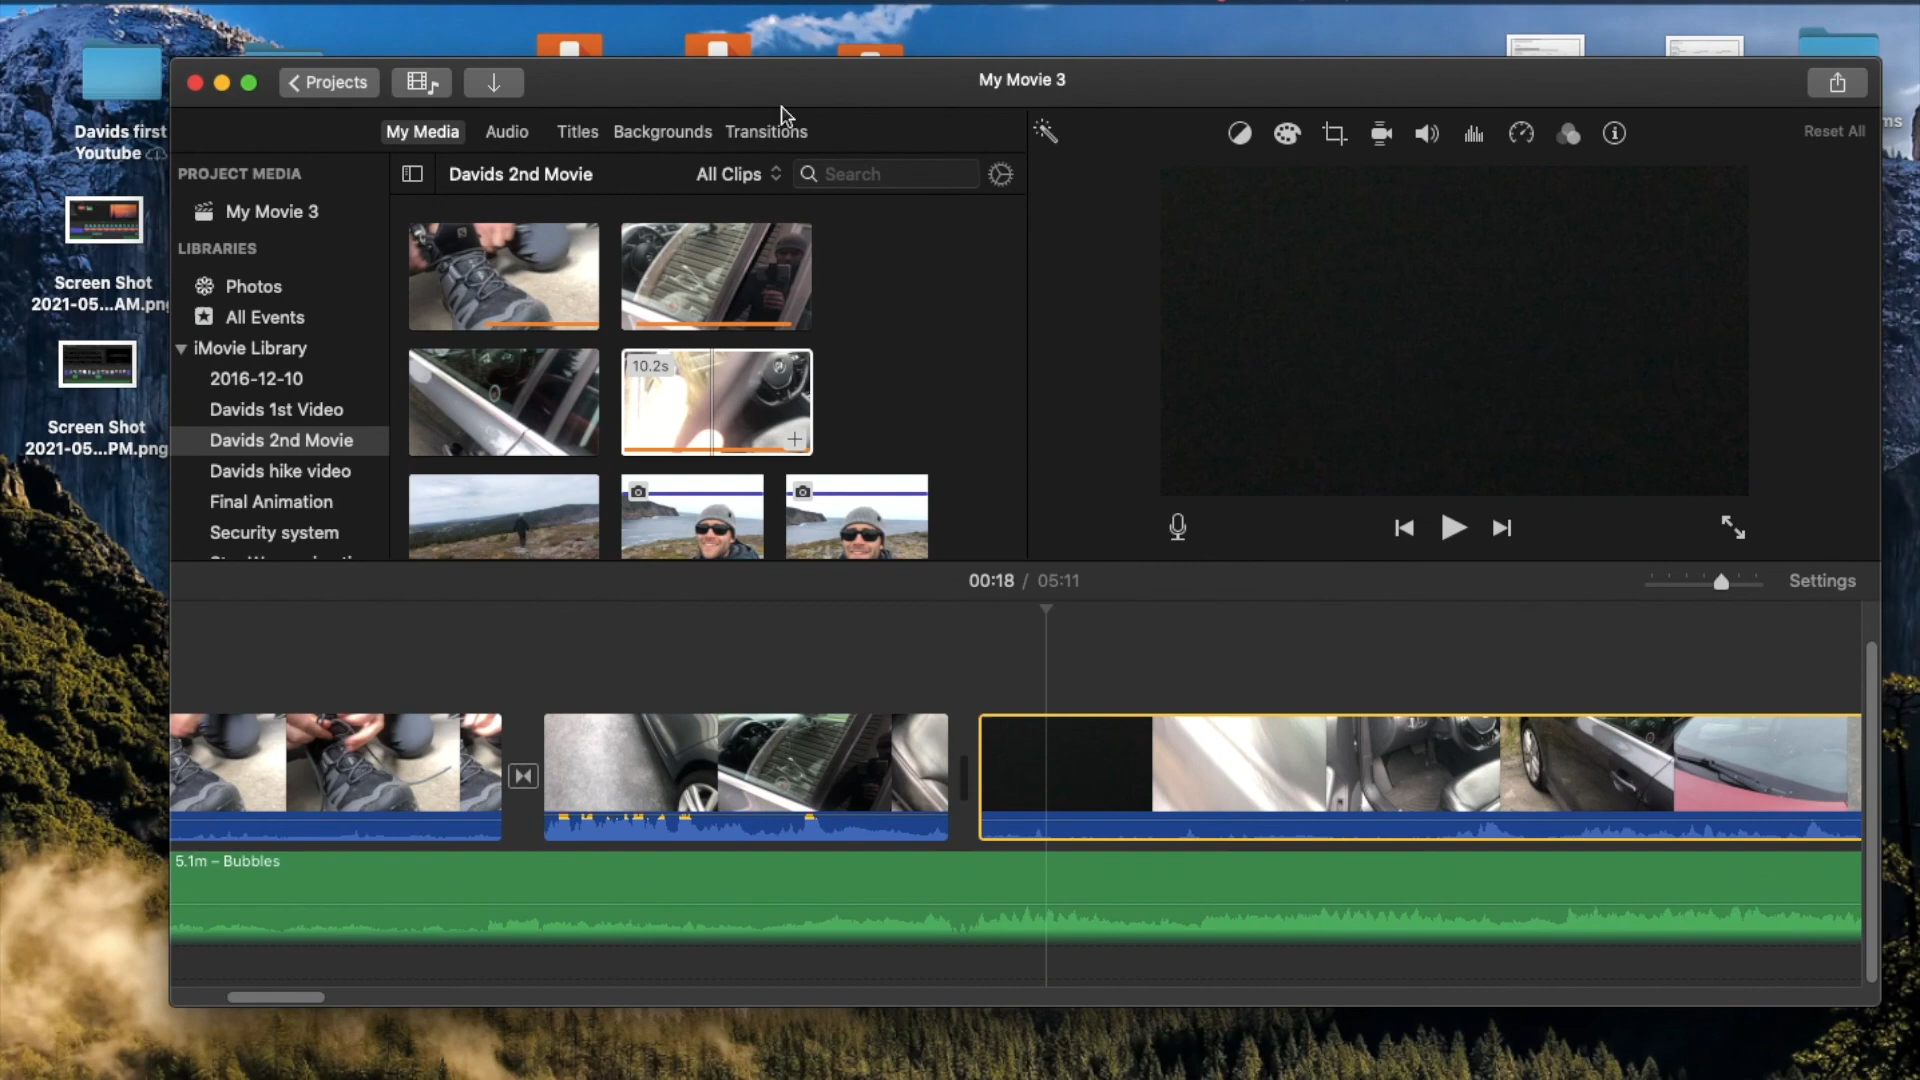 Projects
My Movie 3
My Media
Audio
Titles
Backgrounds
Transitions
Reset All
ms
Davids first
Youtube
PROJECT MEDIA
My Movie 3
LIBRARIES
Photos
All Events
iMovie Library
2016-12-10
Davids 1st Video
Davids 2nd Movie
Davids hike video
Final Animation
Security system
Davids 2nd Movie
All Clips
Search
10.2s
Screen Shot
2021-05...AM.png
Screen Shot
2021-05...PM.png
00:18 / 05:11
Settings
5.1m – Bubbles